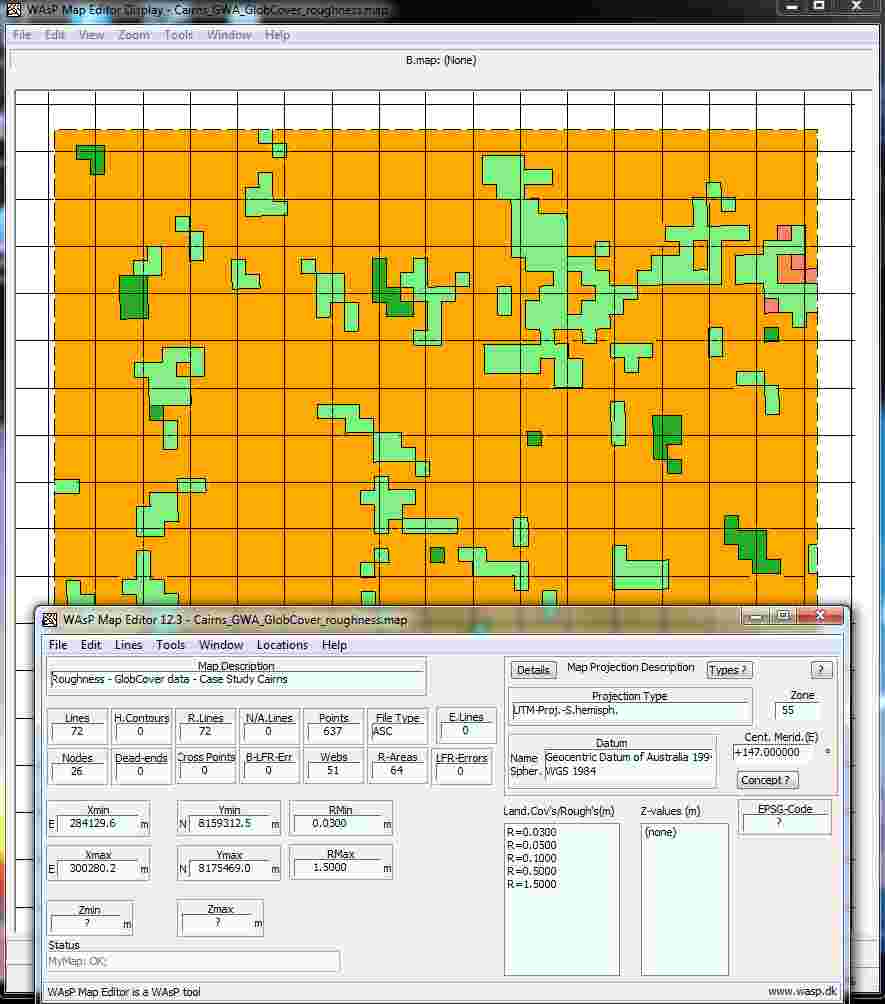 WAsP Map Editor Display - Cairns_GWA_GlobCover_roughness.map
File Edit View Zoom Tools Window Help
B.map: (None)
WAsP Map Editor 12.3 - Cairns_GWA_GlobCover_roughness.map
File Edit Lines Tools Window Locations Help
Map Description
Roughness - GlobCover data - Case Study Cairns
Details Map Projection Description Types ? ?
Projection Type Zone
UTM-Proj.-S.hemisph. 55
Lines H.Contours R.Lines N/A.Lines Points File Type E.Lines
72 0 72 0 637 ASC 0
Nodes Dead-ends Cross Points B-LFR-Err Webs R-Areas LFR-Errors
26 0 0 0 51 64 0
Datum Cent. Merid.(E)
Name Geocentric Datum of Australia 199 +147.000000 °
Spher. WGS 1984
Concept ?
Xmin Ymin RMin
E 284129.6 m N 8159312.5 m 0.0300 m
Xmax Ymax RMax
E 300280.2 m N 8175469.0 m 1.5000 m
Zmin Zmax
? m ? m
Land.Cov's/Rough's(m) Z-values (m) EPSG-Code
R=0.0300 (none) ?
R=0.0500
R=0.1000
R=0.5000
R=1.5000
Status
MyMap: OK;
WAsP Map Editor is a WAsP tool www.wasp.dk